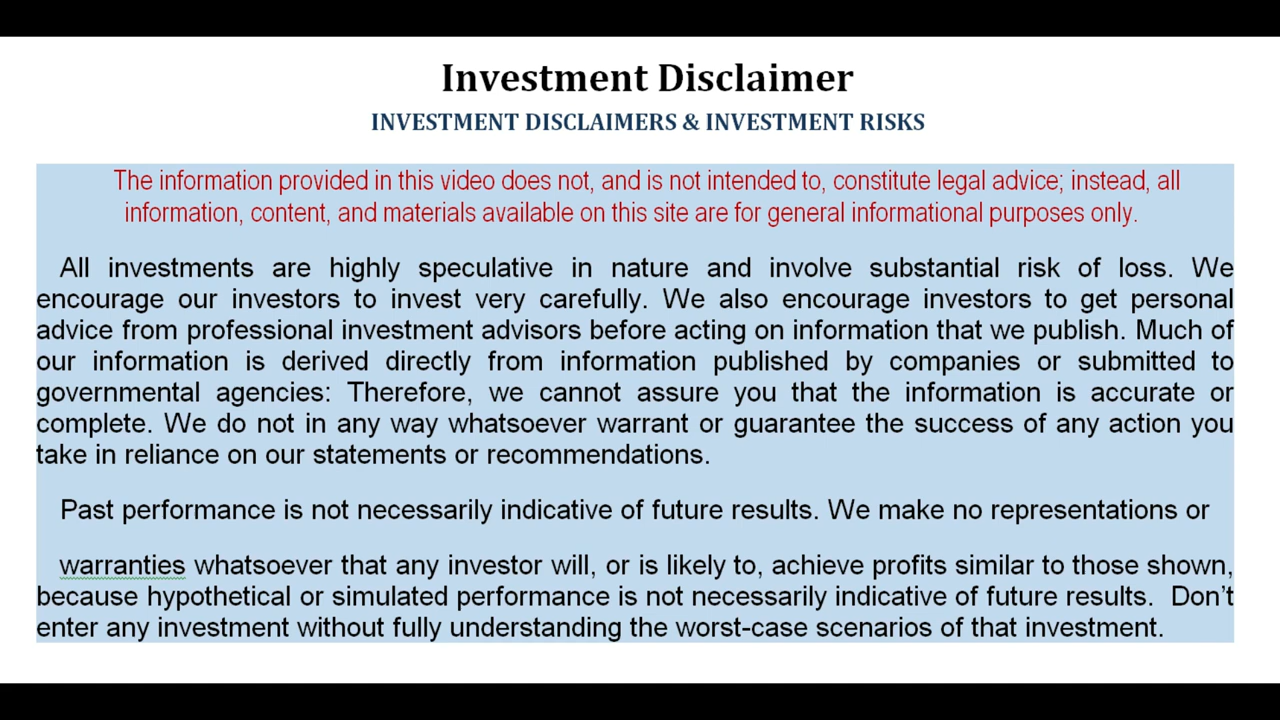 Investment Disclaimer
INVESTMENT DISCLAIMERS & INVESTMENT RISKS
The information provided in this video does not, and is not intended to, constitute legal advice; instead, all
information, content, and materials available on this site are for general informational purposes only.
All investments are highly speculative in nature and involve substantial risk of loss. We
encourage our investors to invest very carefully. We also encourage investors to get personal
advice from professional investment advisors before acting on information that we publish. Much of
our information is derived directly from information published by companies or submitted to
governmental agencies: Therefore, we cannot assure you that the information is accurate or
complete. We do not in any way whatsoever warrant or guarantee the success of any action you
take in reliance on our statements or recommendations.
Past performance is not necessarily indicative of future results. We make no representations or
warranties whatsoever that any investor will, or is likely to, achieve profits similar to those shown,
because hypothetical or simulated performance is not necessarily indicative of future results.  Don’t
enter any investment without fully understanding the worst-case scenarios of that investment.